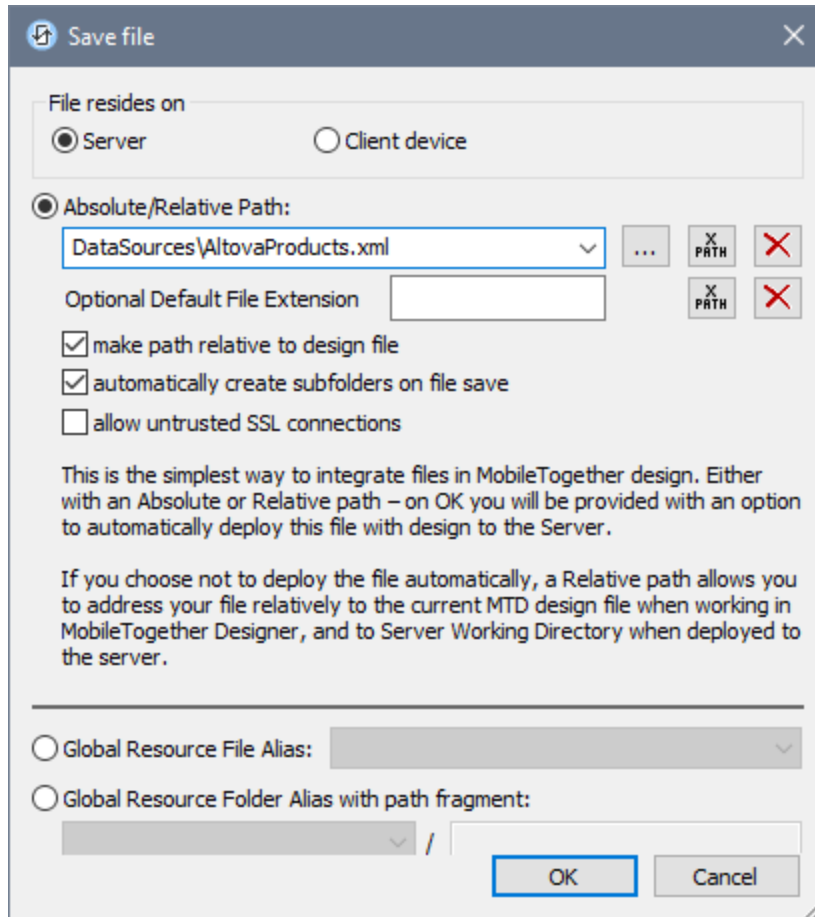 Save file
File resides on
Server
Client device
Absolute/Relative Path:
DataSources\AltovaProducts.xml
...
X
PATH
Optional Default File Extension
X
PATH
make path relative to design file
automatically create subfolders on file save
allow untrusted SSL connections
This is the simplest way to integrate files in MobileTogether design. Either
with an Absolute or Relative path – on OK you will be provided with an option
to automatically deploy this file with design to the Server.
If you choose not to deploy the file automatically, a Relative path allows you
to address your file relatively to the current MTD design file when working in
MobileTogether Designer, and to Server Working Directory when deployed to
the server.
Global Resource File Alias:
Global Resource Folder Alias with path fragment:
/
OK
Cancel